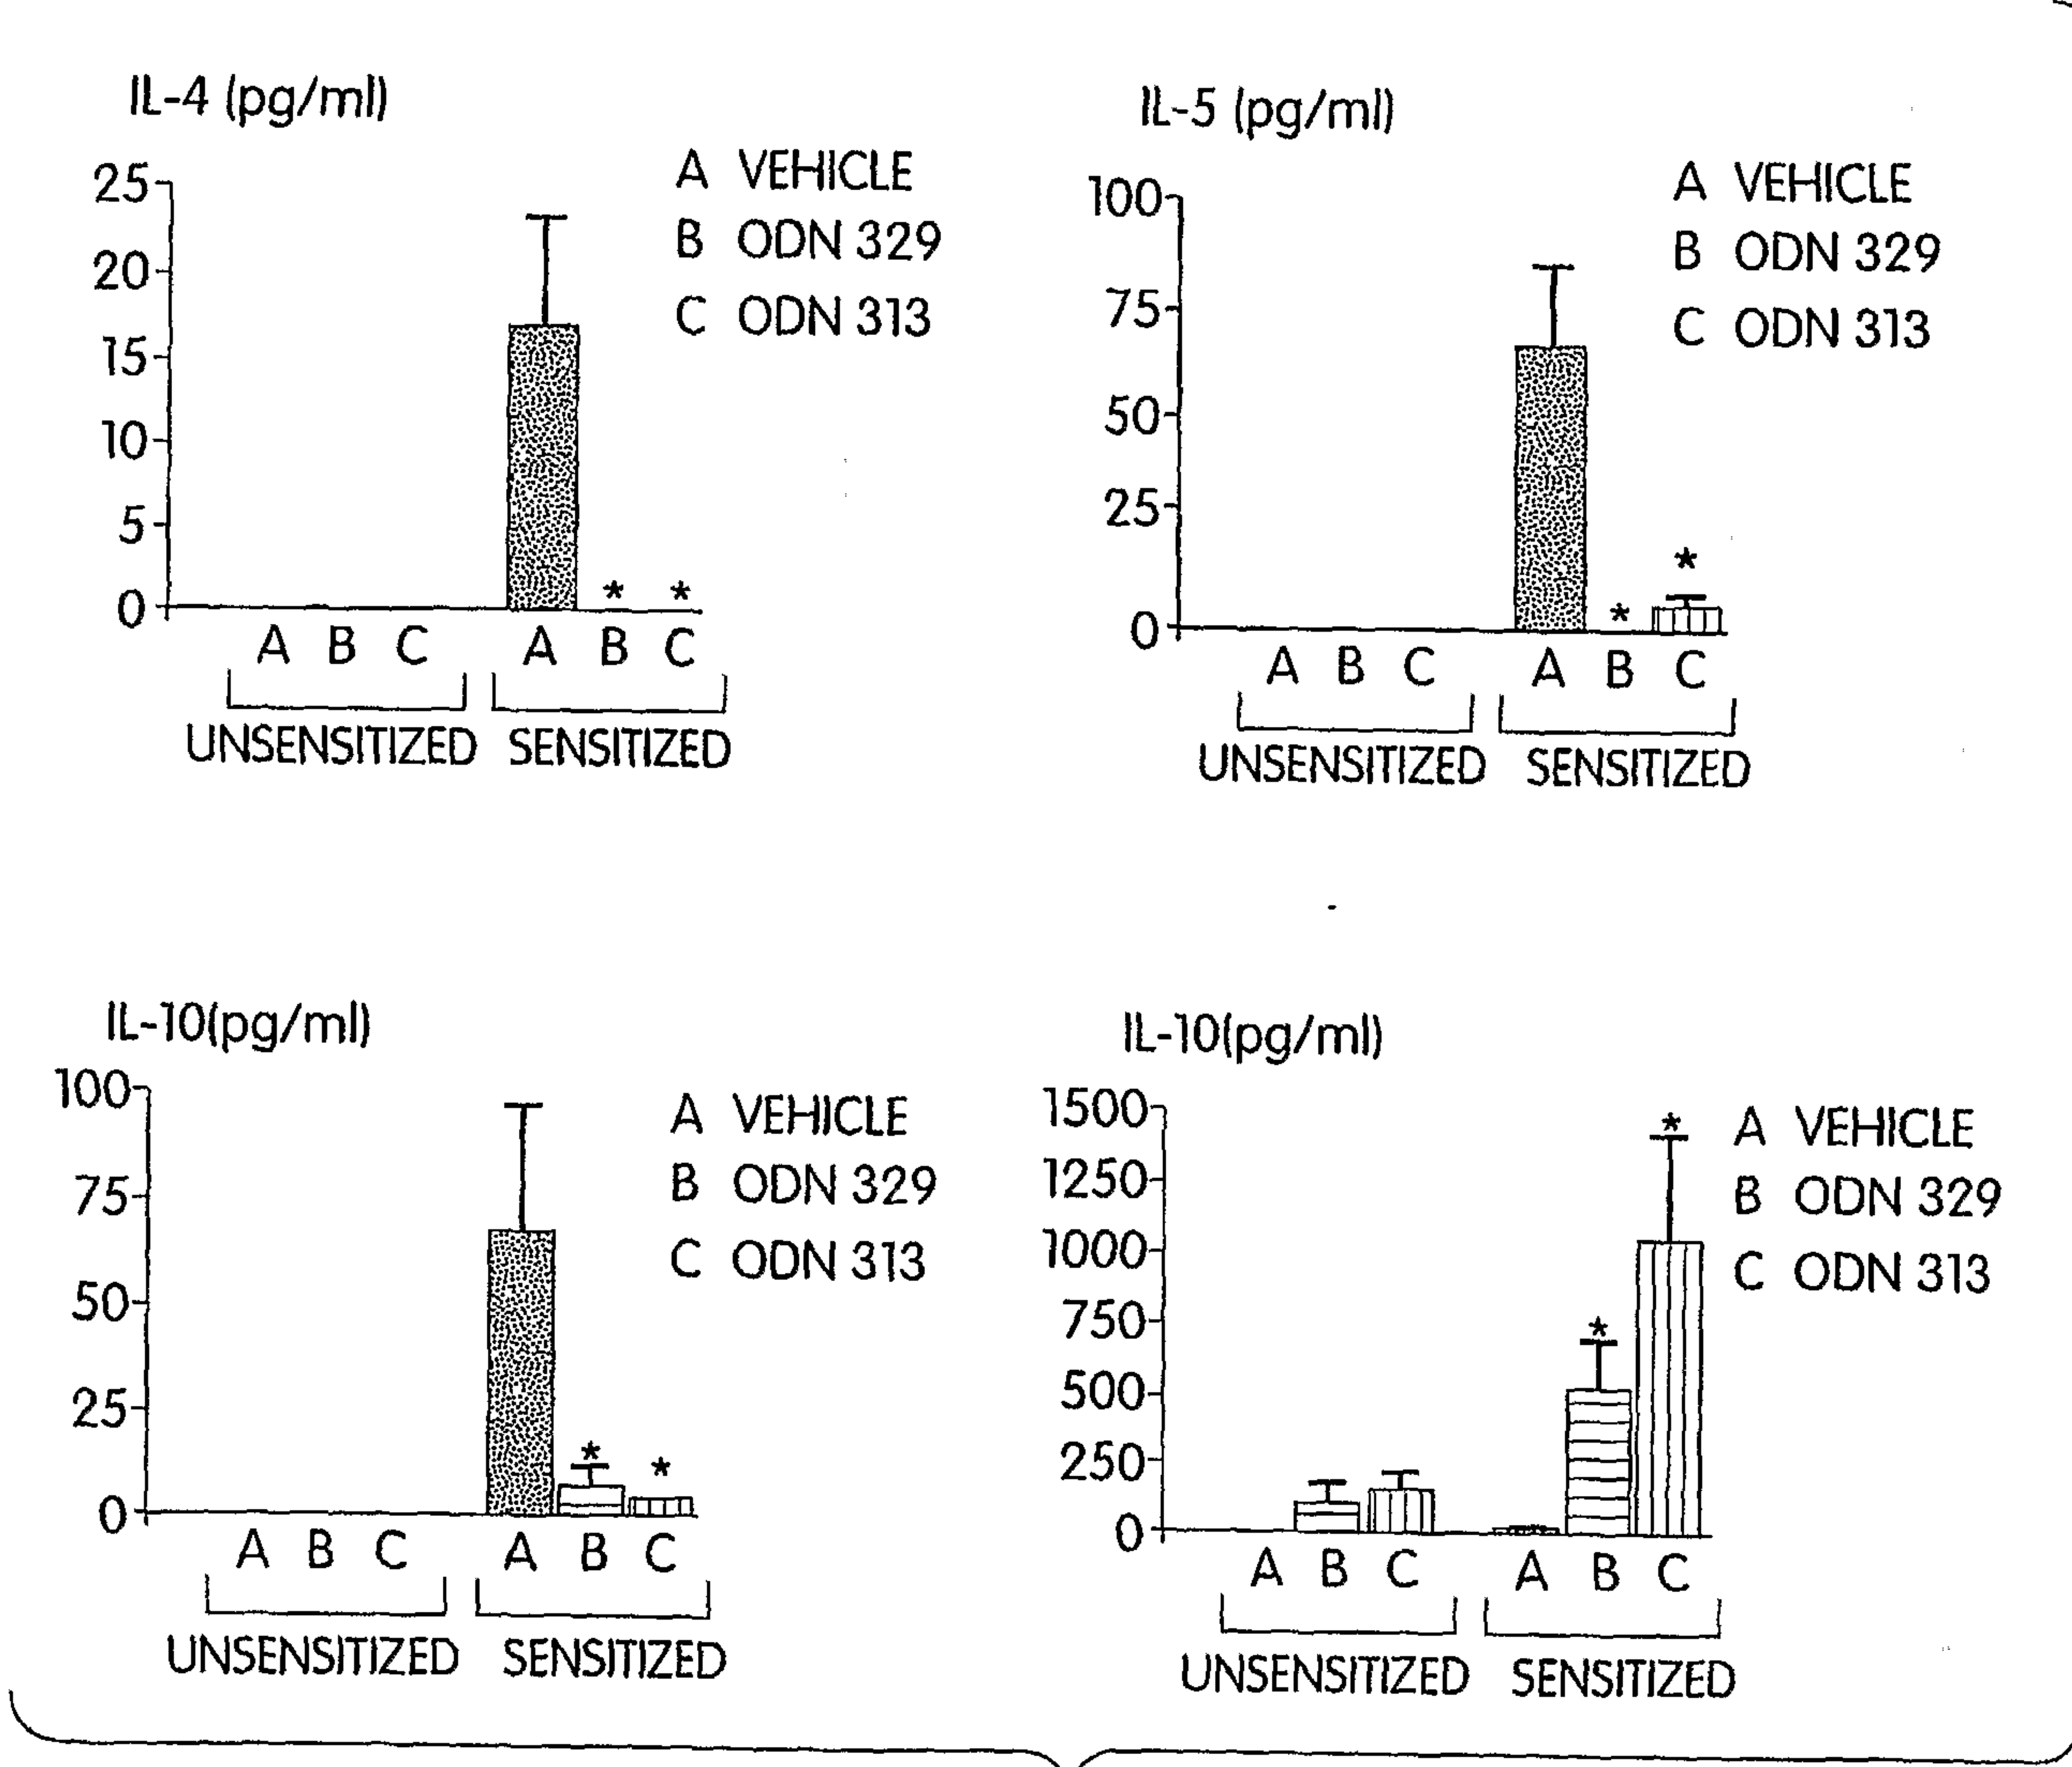 IL-4 (pg/ml)
25
20
15
10
5
0
A VEHICLE
B ODN 329
C ODN 313
* *
A B C A B C
UNSENSITIZED SENSITIZED
IL-5 (pg/ml)
100
75
50
25
0
A VEHICLE
B ODN 329
C ODN 313
* *
A B C A B C
UNSENSITIZED SENSITIZED
IL-10(pg/ml)
100
75
50
25
0
A VEHICLE
B ODN 329
C ODN 313
* *
A B C A B C
UNSENSITIZED SENSITIZED
IL-10(pg/ml)
1500
1250
1000
750
500
250
0
A VEHICLE
B ODN 329
C ODN 313
* *
A B C A B C
UNSENSITIZED SENSITIZED